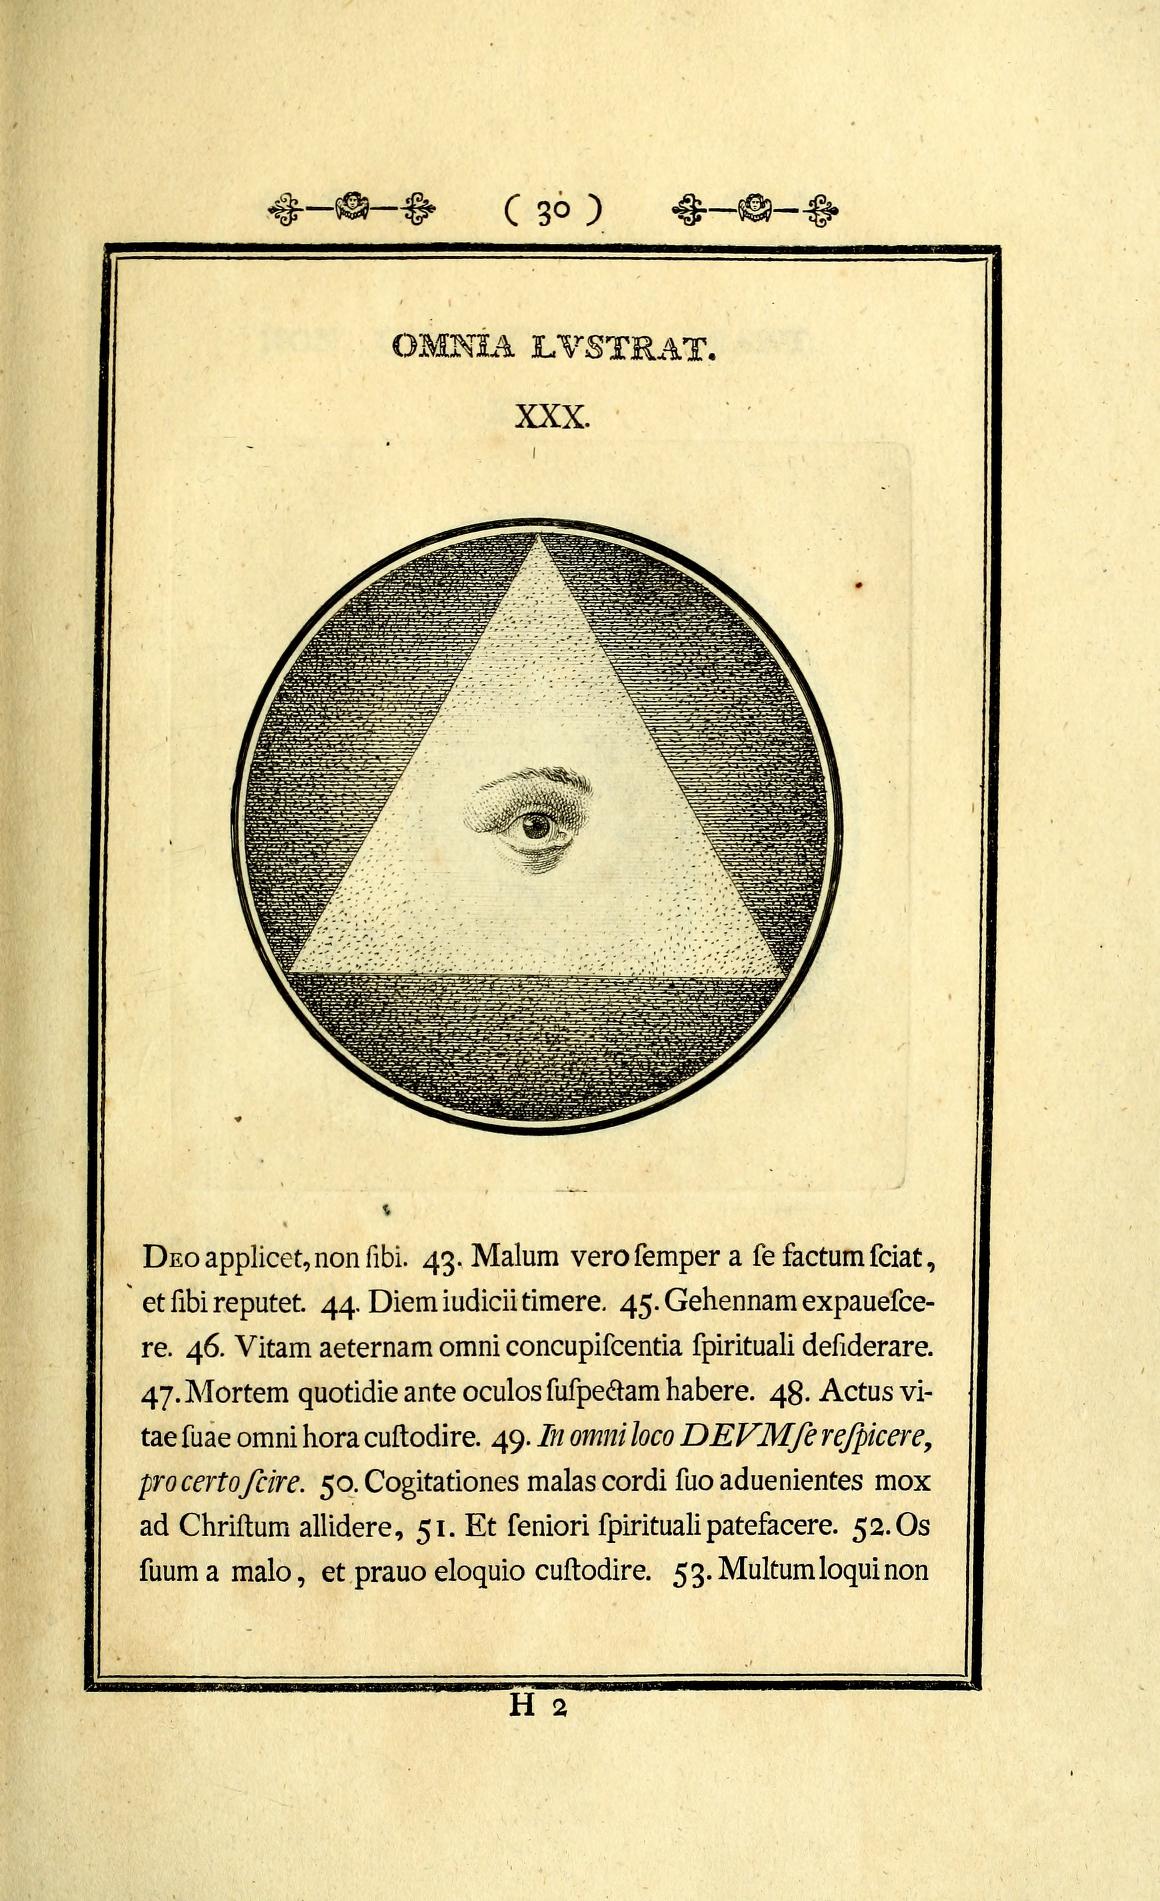 ( 30 )
OMNIA LVSTRAT.
XXX.
DEO applicet, non ſibi. 43. Malum vero ſemper a ſe factum ſciat,
et ſibi reputet. 44. Diem iudicii timere. 45. Gehennam expaueſce-
re. 46. Vitam aeternam omni concupiſcentia ſpirituali deſiderare.
47. Mortem quotidie ante oculos ſuſpectam habere. 48. Actus vi-
tae ſuae omni hora cuſtodire. 49. In omni loco DEVM ſe reſpicere,
pro certo ſcire. 50. Cogitationes malas cordi ſuo aduenientes mox
ad Chriſtum allidere, 51. Et ſeniori ſpirituali patefacere. 52. Os
ſuum a malo, et prauo eloquio cuſtodire. 53. Multum loqui non
H 2